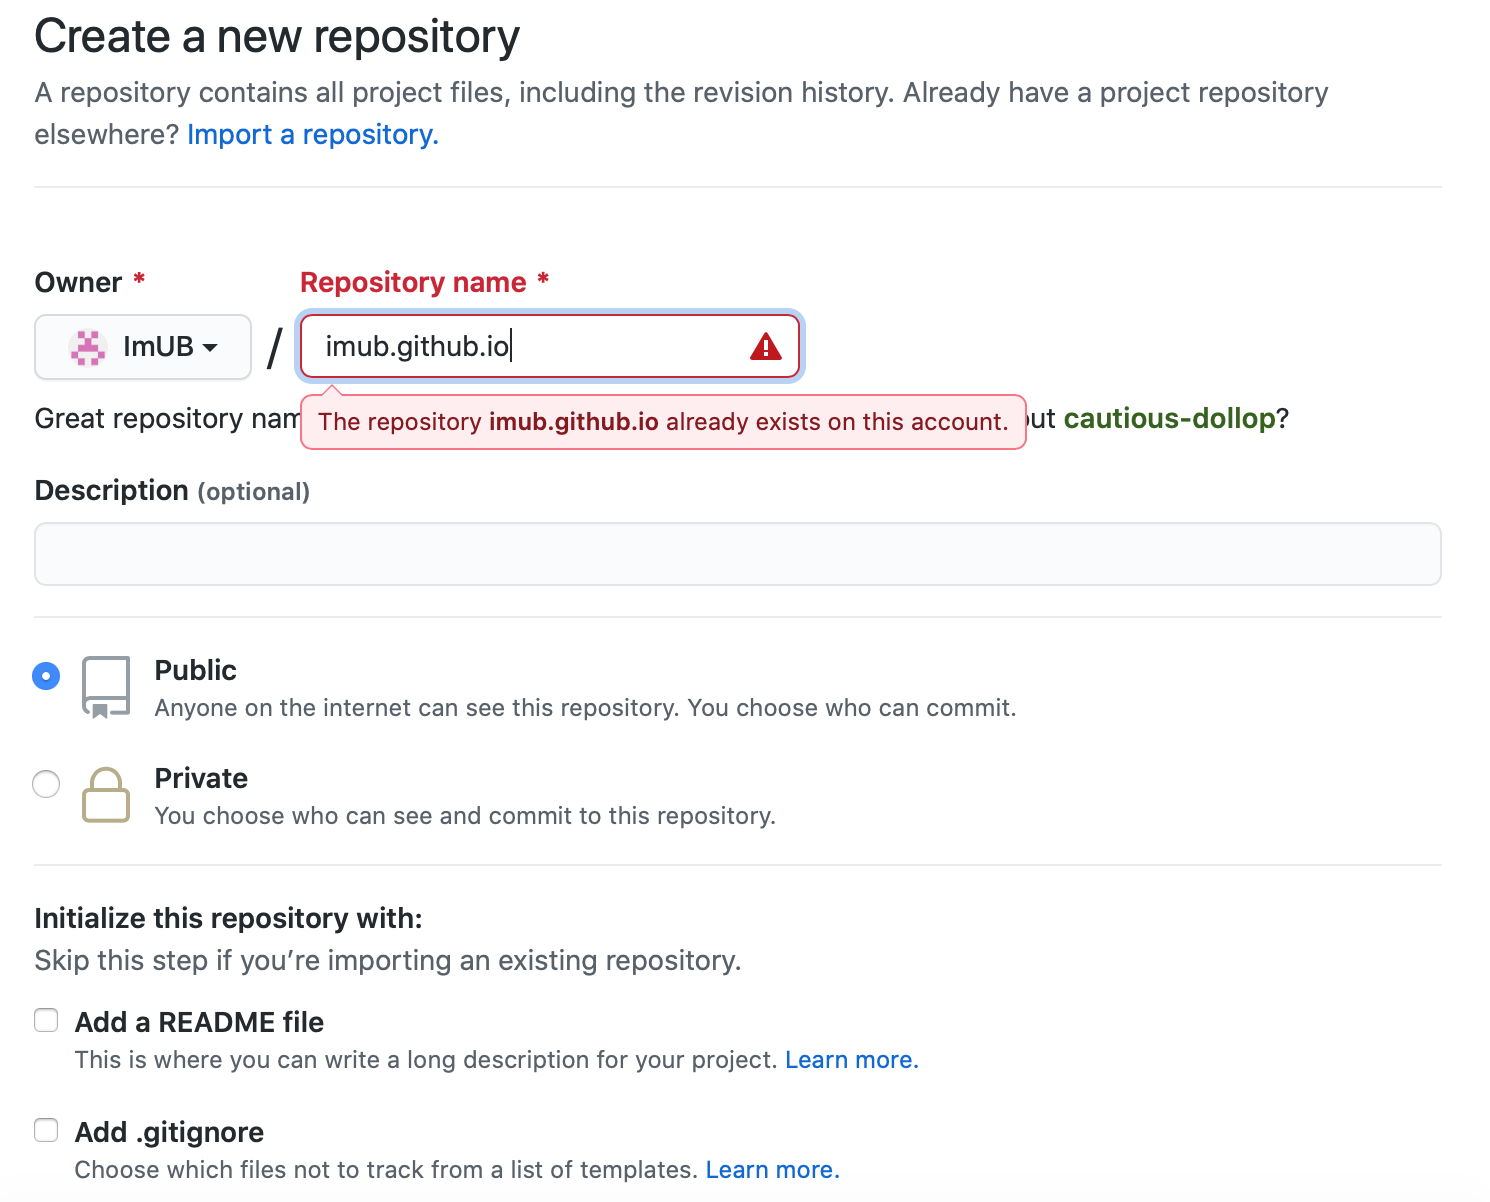 Create a new repository
A repository contains all project files, including the revision history. Already have a project repository
elsewhere? Import a repository.
Owner *
Repository name *
ImUB
/
imub.github.io
Great repository
The repository imub.github.io already exists on this account.
cautious-dollop?
Description (optional)
Public
Anyone on the internet can see this repository. You choose who can commit.
Private
You choose who can see and commit to this repository.
Initialize this repository with:
Skip this step if you’re importing an existing repository.
Add a README file
This is where you can write a long description for your project. Learn more.
Add .gitignore
Choose which files not to track from a list of templates. Learn more.